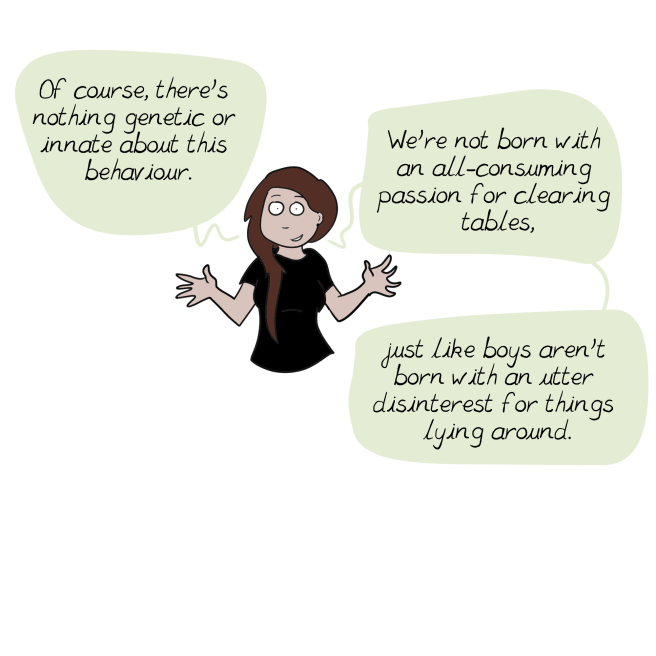 Of course, there's
nothing genetic or
innate about this
behaviour.
We're not born with
an all-consuming
passion for clearing
tables,
just like boys aren't
born with an utter
disinterest for things
lying around.